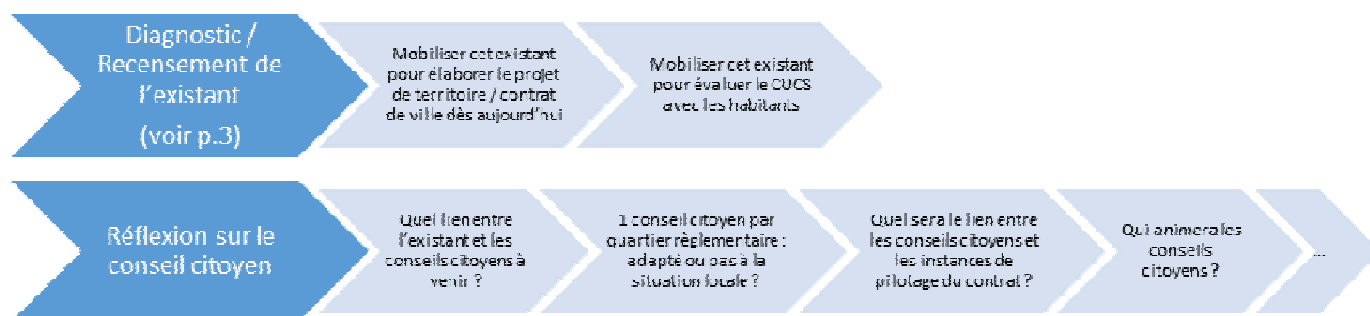 Diagnostic /
Recensement de
l'existant
(voir p.3)
Mobiliser cet existant
pour élaborer le projet
de territoire / contrat
de ville dès aujourd'hui
Mobiliser cet existant
pour évaluer le CUCS
avec les habitants
Réflexion sur le
conseil citoyen
Quel lien entre
l'existant et les
conseils citoyens à
venir ?
1 conseil citoyen par
quartier règlementaire :
adapté ou pas à la
situation locale ?
Quel sera le lien entre
les conseils citoyens et
les instances de
pilotage du contrat ?
Qui animera les
conseils
citoyens ?
...